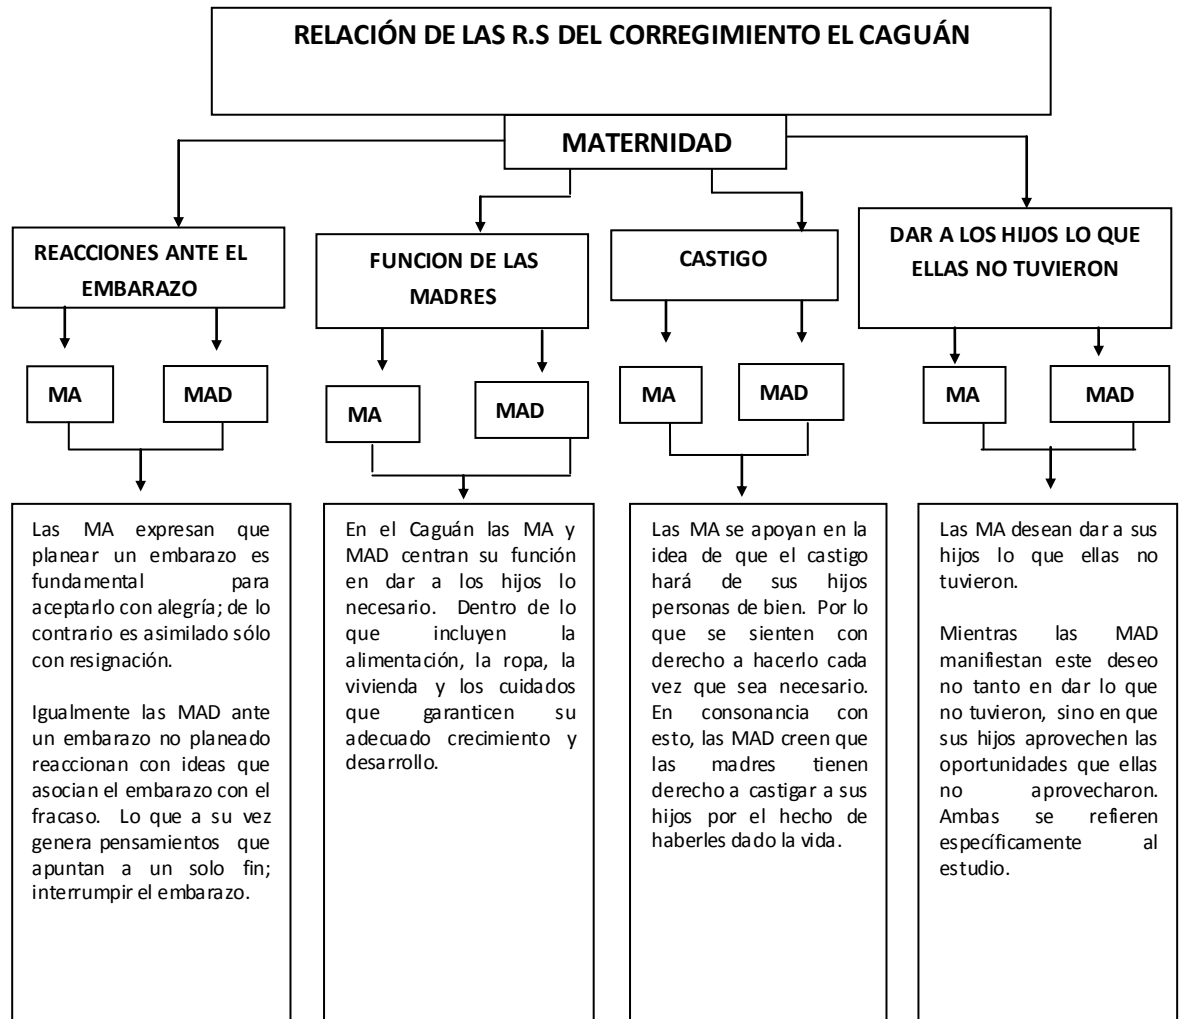 RELACIÓN DE LAS R.S DEL CORREGIMIENTO EL CAGUÁN
MATERNIDAD
REACCIONES ANTE EL
EMBARAZO
MA
MAD
Las MA expresan que
planear un embarazo es
fundamental para
aceptarlo con alegría; de lo
contrario es asimilado sólo
con resignación.
Igualmente las MAD ante
un embarazo no planeado
reaccionan con ideas que
asocian el embarazo con el
fracaso. Lo que a su vez
genera pensamientos que
apuntan a un solo fin;
interrumpir el embarazo.
FUNCION DE LAS
MADRES
MA
MAD
En el Caguán las MA y
MAD centran su función
en dar a los hijos lo
necesario. Dentro de lo
que incluyen la
alimentación, la ropa, la
vivienda y los cuidados
que garanticen su
adecuado crecimiento y
desarrollo.
CASTIGO
MA
MAD
Las MA se apoyan en la
idea de que el castigo
hará de sus hijos
personas de bien. Por lo
que se sienten con
derecho a hacerlo cada
vez que sea necesario.
En consonancia con
esto, las MAD creen que
las madres tienen
derecho a castigar a sus
hijos por el hecho de
haberles dado la vida.
DAR A LOS HIJOS LO QUE
ELLAS NO TUVIERON
MA
MAD
Las MA desean dar a sus
hijos lo que ellas no
tuvieron.
Mientras las MAD
manifiestan este deseo
no tanto en dar lo que
no tuvieron, sino en que
sus hijos aprovechen las
oportunidades que ellas
no aprovecharon.
Ambas se refieren
específicamente al
estudio.